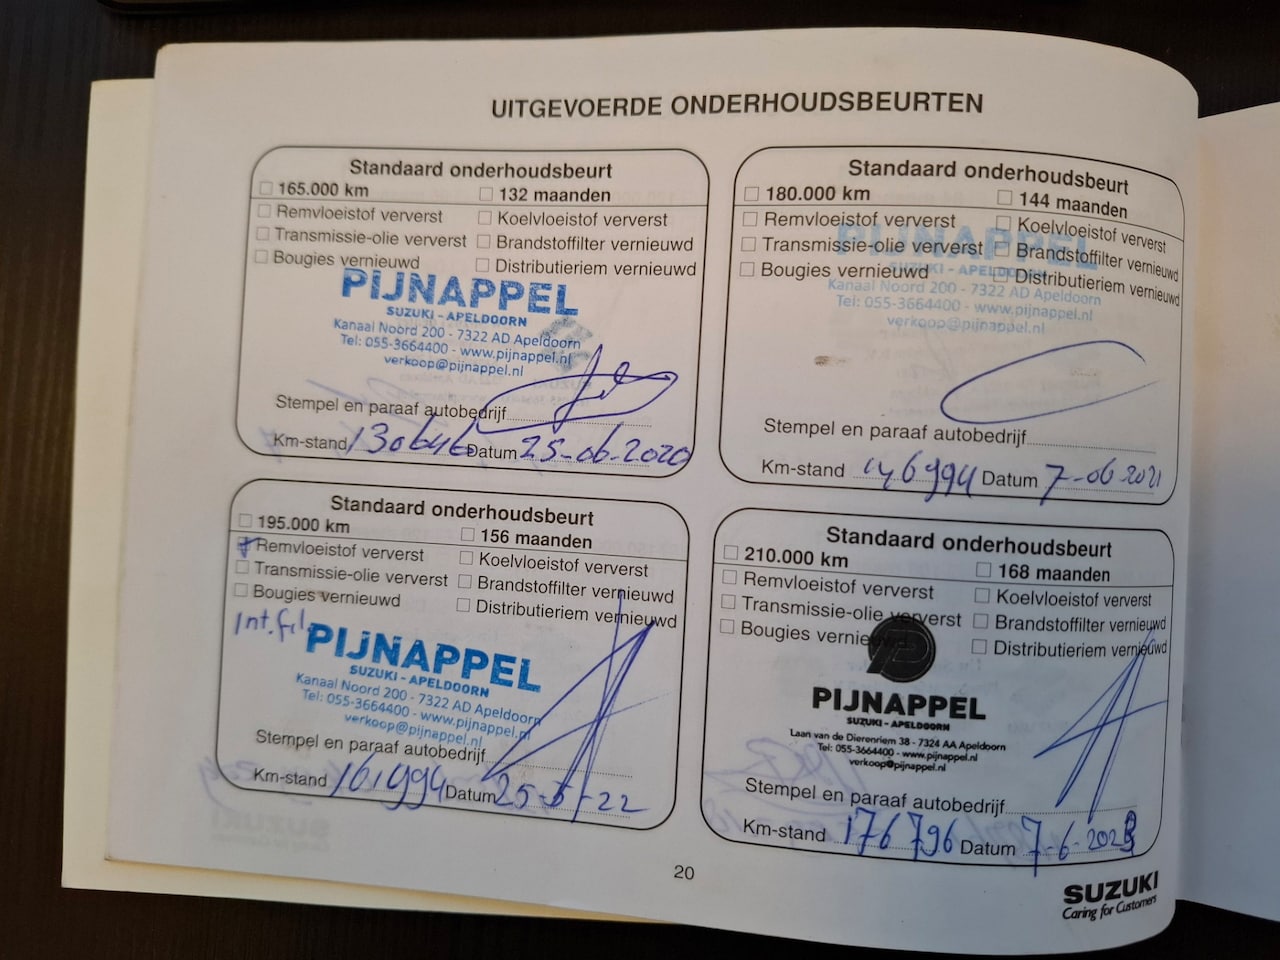 UITGEVOERDE ONDERHOUDSBEURTEN
Standaard onderhoudsbeurt
165.000 km 132 maanden
Remvloeistof ververst Koelvloeistof ververst
Transmissie-olie ververst Brandstoffilter vernieuwd
Bougies vernieuwd Distributieriem vernieuwd
PIJNAPPEL
SUZUKI - APELDOORN
Kanaal Noord 200 - 7322 AD Apeldoorn
Tel: 055-3664400 - www.pijnappel.nl
verkoop@pijnappel.nl
Stempel en paraaf autobedrijf
Km-stand 130646 Datum 25-06-2020
Standaard onderhoudsbeurt
180.000 km 144 maanden
Remvloeistof ververst Koelvloeistof ververst
Transmissie-olie ververst Brandstoffilter vernieuwd
Bougies vernieuwd Distributieriem vernieuwd
PIJNAPPEL
SUZUKI - APELDOORN
Kanaal Noord 200 - 7322 AD Apeldoorn
Tel: 055-3664400 - www.pijnappel.nl
verkoop@pijnappel.nl
Stempel en paraaf autobedrijf
Km-stand 146994 Datum 7-06-2021
Standaard onderhoudsbeurt
195.000 km 156 maanden
Remvloeistof ververst Koelvloeistof ververst
Transmissie-olie ververst Brandstoffilter vernieuwd
Bougies vernieuwd Distributieriem vernieuwd
Int.fil.
PIJNAPPEL
SUZUKI - APELDOORN
Kanaal Noord 200 - 7322 AD Apeldoorn
Tel: 055-3664400 - www.pijnappel.nl
verkoop@pijnappel.nl
Stempel en paraaf autobedrijf
Km-stand 161994 Datum 25-5-22
Standaard onderhoudsbeurt
210.000 km 168 maanden
Remvloeistof ververst Koelvloeistof ververst
Transmissie-olie ververst Brandstoffilter vernieuwd
Bougies vernieuwd Distributieriem vernieuwd
PIJNAPPEL
SUZUKI - APELDOORN
Laan van de Dierenriem 38 - 7324 AA Apeldoorn
Tel: 055-3664400 - www.pijnappel.nl
verkoop@pijnappel.nl
Stempel en paraaf autobedrijf
Km-stand 176796 Datum 7-6-2023
20
SUZUKI
Caring for Customers